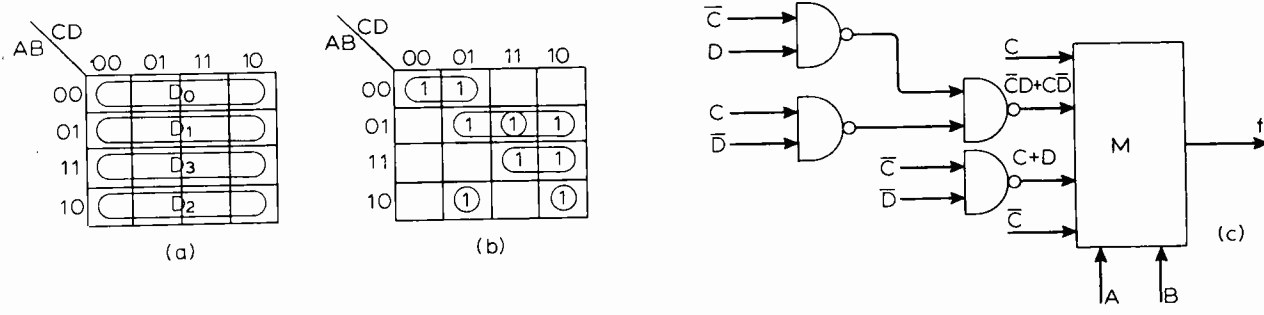 AB CD
00 01 11 10
00 D0
01 D1
11 D3
10 D2
(a)
AB CD
00 01 11 10
00 1 1
01 1 1 1
11 1 1
10 1 1
(b)
C̅
D
C
D̅
C̅
D̅
C
C̅D+CD̅
C+D
C̅
M
f
A B
(c)